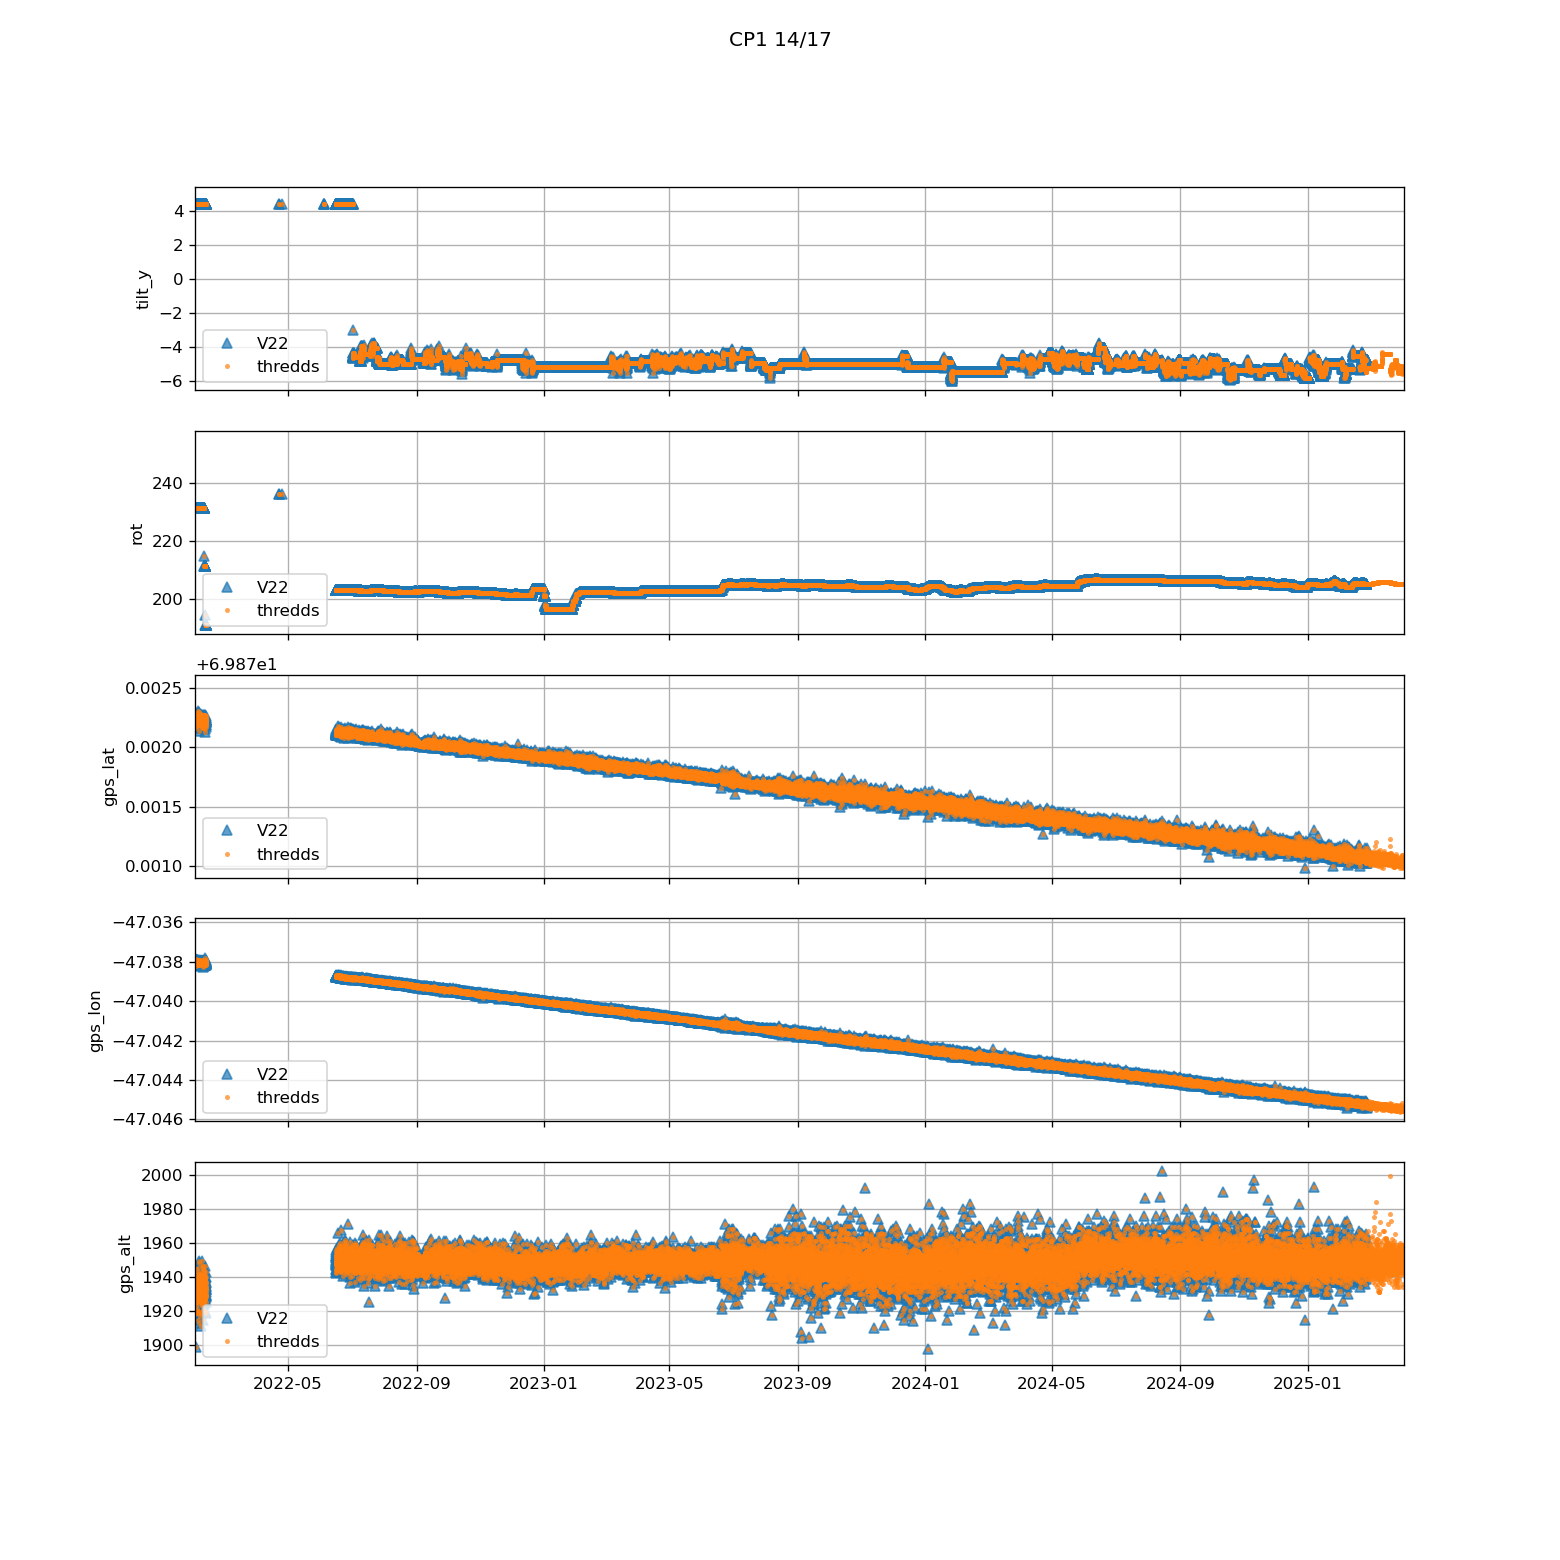 CP1 14/17
4
2
0
−2
−4
−6
tilt_y
V22
thredds
240
220
200
rot
V22
thredds
+6.987e1
0.0025
0.0020
0.0015
0.0010
gps_lat
V22
thredds
−47.036
−47.038
−47.040
−47.042
−47.044
−47.046
gps_lon
V22
thredds
2000
1980
1960
1940
1920
1900
gps_alt
V22
thredds
2022-05 2022-09 2023-01 2023-05 2023-09 2024-01 2024-05 2024-09 2025-01